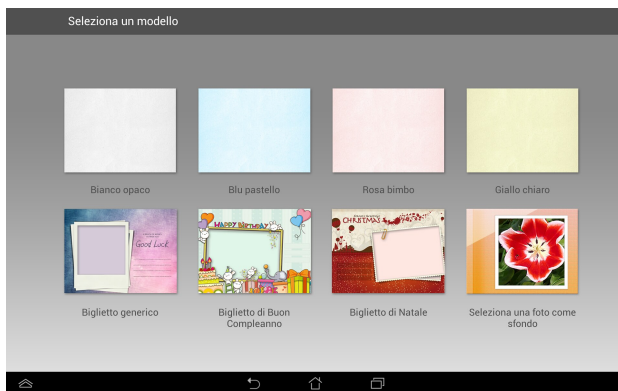 Seleziona un modello
Bianco opaco
Blu pastello
Rosa bimbo
Giallo chiaro
Good Luck
HAPPY BIRTHDAY
CHRISTMAS
Biglietto generico
Biglietto di Buon
Compleanno
Biglietto di Natale
Seleziona una foto come
sfondo